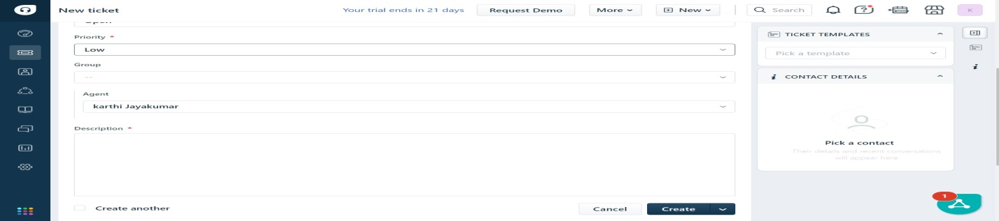 New ticket
Your trial ends in 21 days
Request Demo
More
New
Search
K
Open
Priority *
Low
Group
--
Agent
karthi Jayakumar
Description *
Create another
Cancel
Create
TICKET TEMPLATES
Pick a template
CONTACT DETAILS
Pick a contact
Their details and recent conversations
will appear here
1